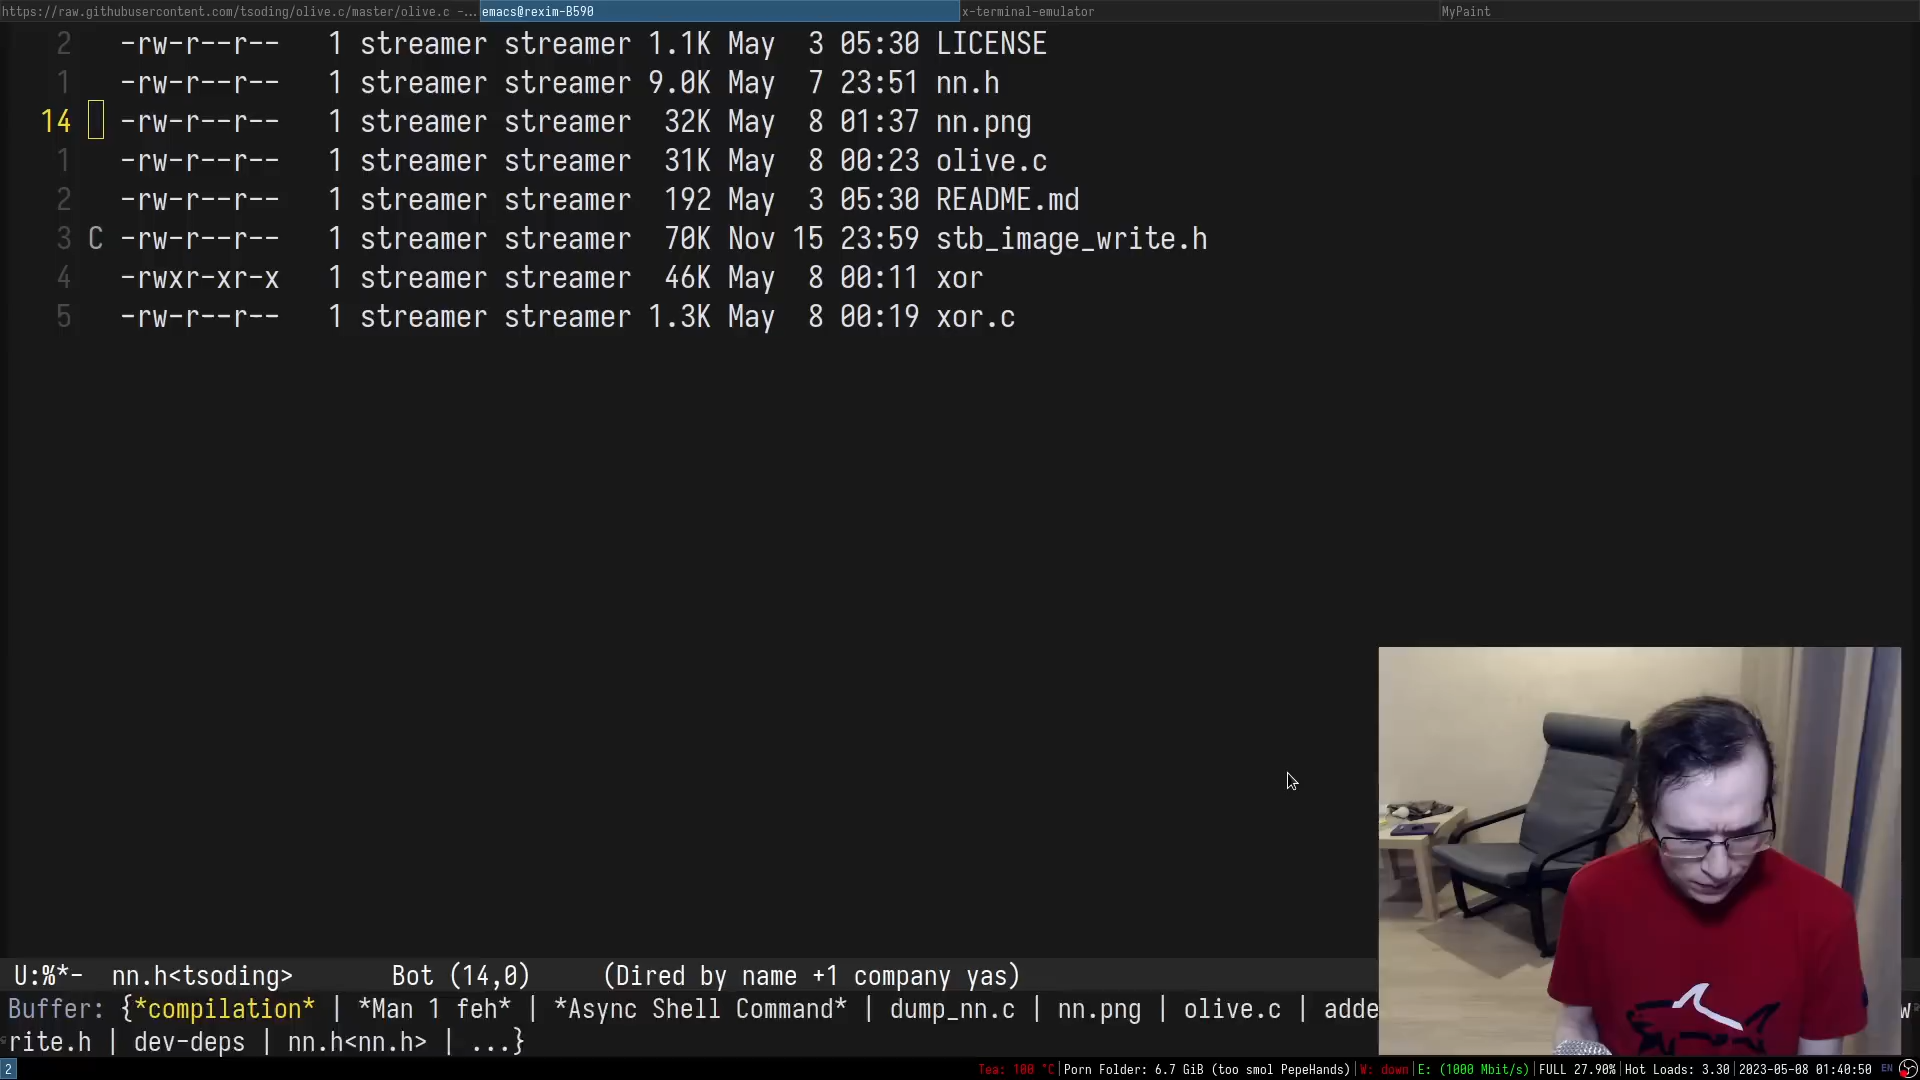 https://raw.githubusercontent.com/tsoding/olive.c/master/olive.c -... emacs@rexim-B590 x-terminal-emulator MyPaint
2 -rw-r--r-- 1 streamer streamer 1.1K May 3 05:30 LICENSE
1 -rw-r--r-- 1 streamer streamer 9.0K May 7 23:51 nn.h
14 -rw-r--r-- 1 streamer streamer 32K May 8 01:37 nn.png
1 -rw-r--r-- 1 streamer streamer 31K May 8 00:23 olive.c
2 -rw-r--r-- 1 streamer streamer 192 May 3 05:30 README.md
3 C -rw-r--r-- 1 streamer streamer 70K Nov 15 23:59 stb_image_write.h
4 -rwxr-xr-x 1 streamer streamer 46K May 8 00:11 xor
5 -rw-r--r-- 1 streamer streamer 1.3K May 8 00:19 xor.c
U:%*- nn.h<tsoding> Bot (14,0) (Dired by name +1 company yas)
Buffer: {*compilation* | *Man 1 feh* | *Async Shell Command* | dump_nn.c | nn.png | olive.c | adde w
rite.h | dev-deps | nn.h<nn.h> | ...}
2 Tea: 100 °C|Porn Folder: 6.7 GiB (too smol PepeHands)|W: down|E: (1000 Mbit/s)|FULL 27.90%|Hot Loads: 3.30|2023-05-08 01:40:50 EN